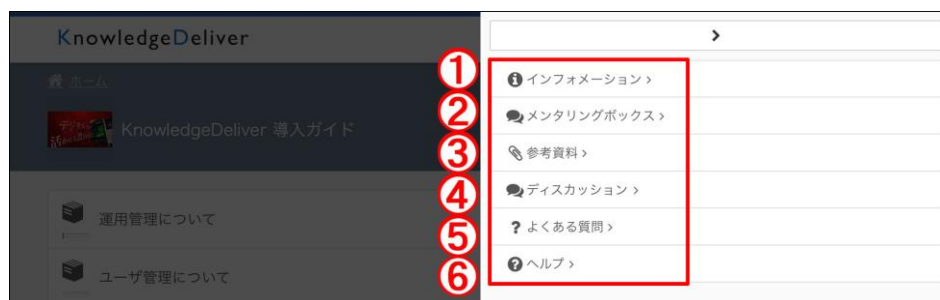 KnowledgeDeliver
ホーム
KnowledgeDeliver 導入ガイド
運用管理について
ユーザ管理について
>
① インフォメーション >
② メンタリングボックス >
③ 参考資料 >
④ ディスカッション >
⑤ よくある質問 >
⑥ ヘルプ >